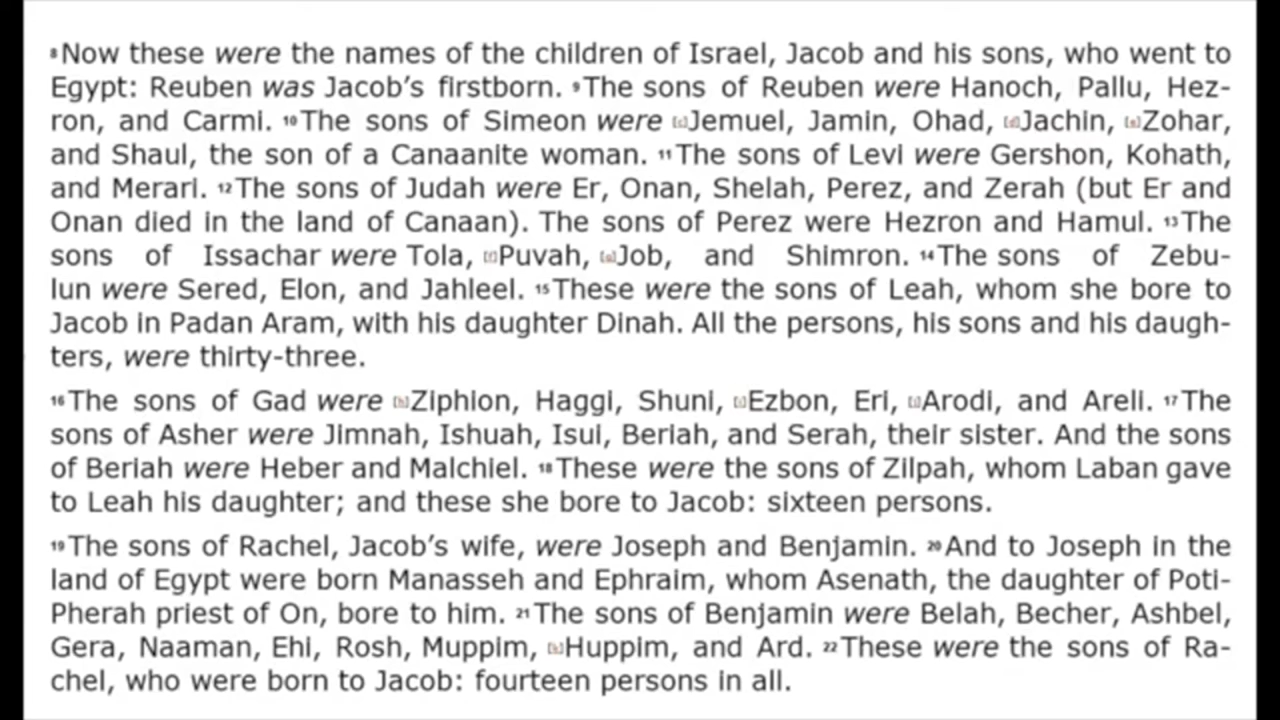 8Now these were the names of the children of Israel, Jacob and his sons, who went to
Egypt: Reuben was Jacob’s firstborn. 9The sons of Reuben were Hanoch, Pallu, Hez-
ron, and Carmi. 10The sons of Simeon were [c]Jemuel, Jamin, Ohad, [d]Jachin, [e]Zohar,
and Shaul, the son of a Canaanite woman. 11The sons of Levi were Gershon, Kohath,
and Merari. 12The sons of Judah were Er, Onan, Shelah, Perez, and Zerah (but Er and
Onan died in the land of Canaan). The sons of Perez were Hezron and Hamul. 13The
sons of Issachar were Tola, [f]Puvah, [g]Job, and Shimron. 14The sons of Zebu-
lun were Sered, Elon, and Jahleel. 15These were the sons of Leah, whom she bore to
Jacob in Padan Aram, with his daughter Dinah. All the persons, his sons and his daugh-
ters, were thirty-three.
16The sons of Gad were [h]Ziphion, Haggi, Shuni, [i]Ezbon, Eri, [j]Arodi, and Areli. 17The
sons of Asher were Jimnah, Ishuah, Isui, Beriah, and Serah, their sister. And the sons
of Beriah were Heber and Malchiel. 18These were the sons of Zilpah, whom Laban gave
to Leah his daughter; and these she bore to Jacob: sixteen persons.
19The sons of Rachel, Jacob’s wife, were Joseph and Benjamin. 20And to Joseph in the
land of Egypt were born Manasseh and Ephraim, whom Asenath, the daughter of Poti-
Pherah priest of On, bore to him. 21The sons of Benjamin were Belah, Becher, Ashbel,
Gera, Naaman, Ehi, Rosh, Muppim, [k]Huppim, and Ard. 22These were the sons of Ra-
chel, who were born to Jacob: fourteen persons in all.